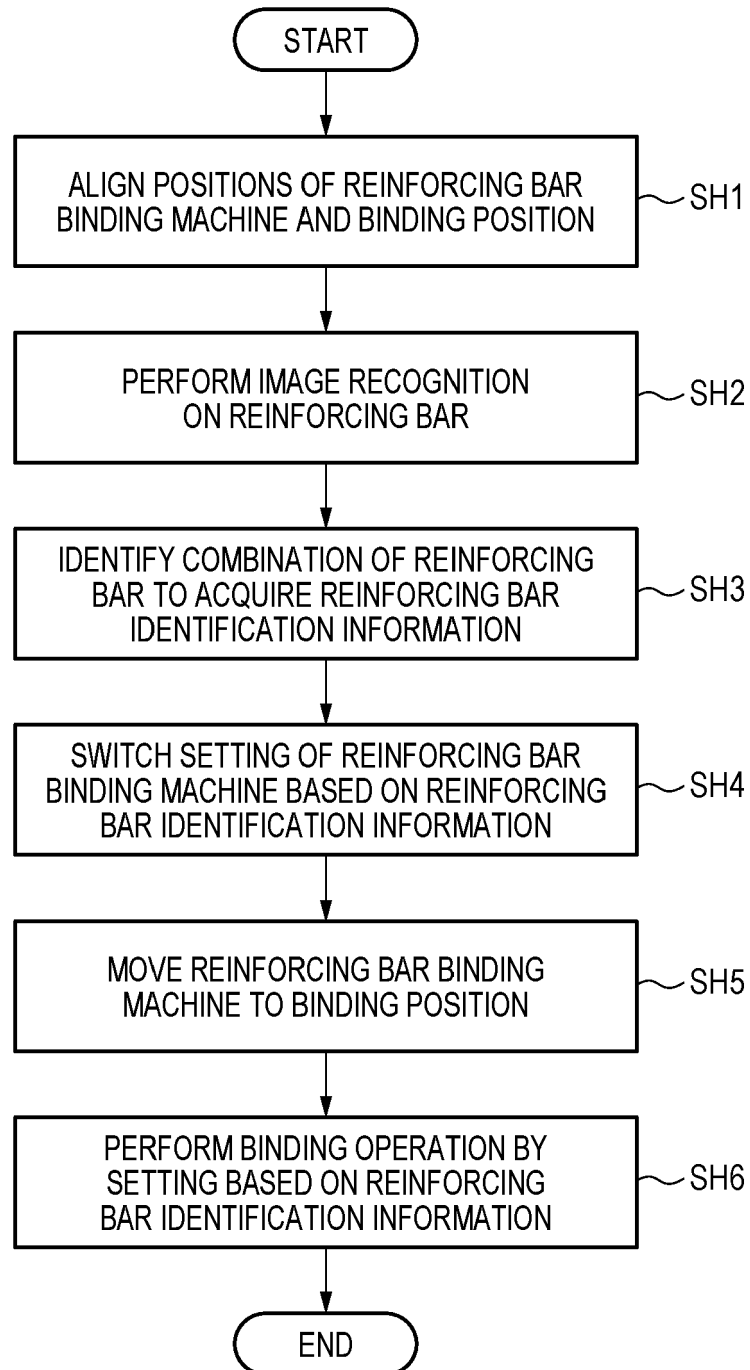 START
ALIGN POSITIONS OF REINFORCING BAR
BINDING MACHINE AND BINDING POSITION
SH1
PERFORM IMAGE RECOGNITION
ON REINFORCING BAR
SH2
IDENTIFY COMBINATION OF REINFORCING
BAR TO ACQUIRE REINFORCING BAR
IDENTIFICATION INFORMATION
SH3
SWITCH SETTING OF REINFORCING BAR
BINDING MACHINE BASED ON REINFORCING
BAR IDENTIFICATION INFORMATION
SH4
MOVE REINFORCING BAR BINDING
MACHINE TO BINDING POSITION
SH5
PERFORM BINDING OPERATION BY
SETTING BASED ON REINFORCING
BAR IDENTIFICATION INFORMATION
SH6
END